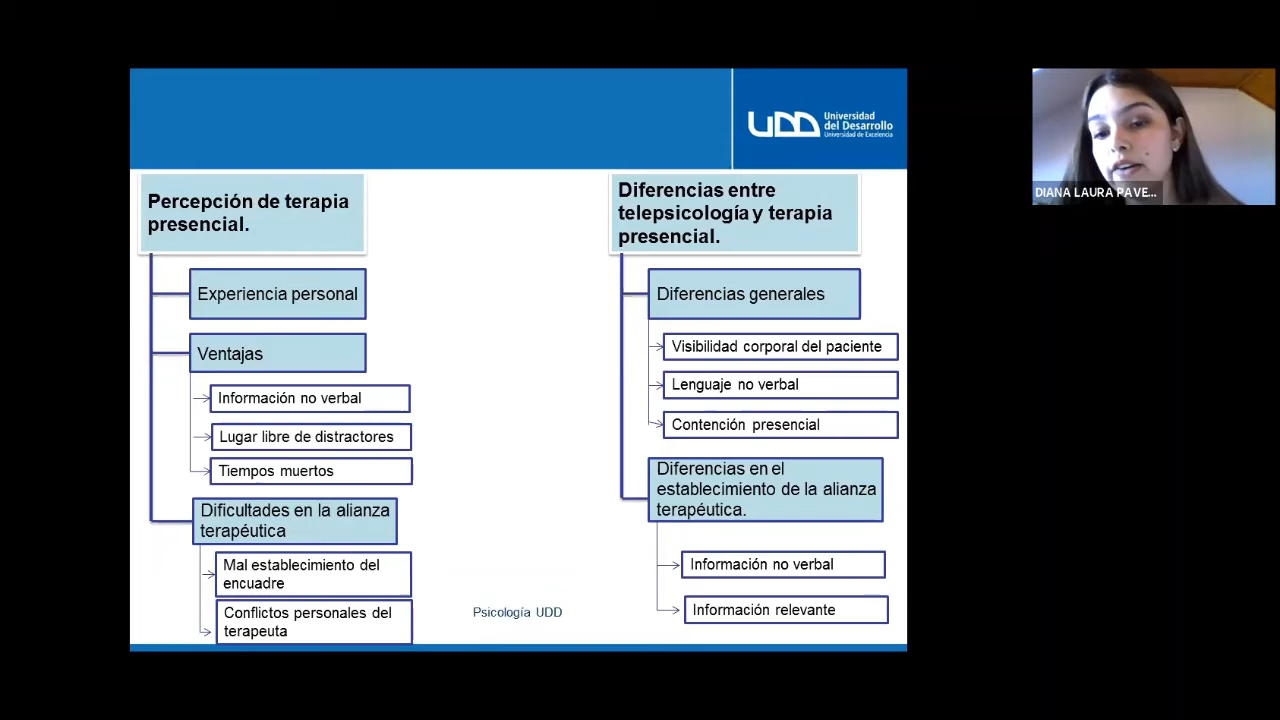 UDD
Universidad
del Desarrollo
Universidad de Excelencia
Percepción de terapia
presencial.
Experiencia personal
Ventajas
Información no verbal
Lugar libre de distractores
Tiempos muertos
Dificultades en la alianza
terapéutica
Mal establecimiento del
encuadre
Conflictos personales del
terapeuta
Diferencias entre
telepsicología y terapia
presencial.
Diferencias generales
Visibilidad corporal del paciente
Lenguaje no verbal
Contención presencial
Diferencias en el
establecimiento de la alianza
terapéutica.
Información no verbal
Información relevante
Psicología UDD
DIANA LAURA PAVE...